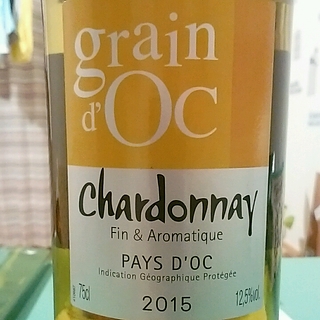 grain
d'OC
Chardonnay
Fin & Aromatique
PAYS D'OC
Indication Géographique Protégée
75cl 2015 12,5%vol.